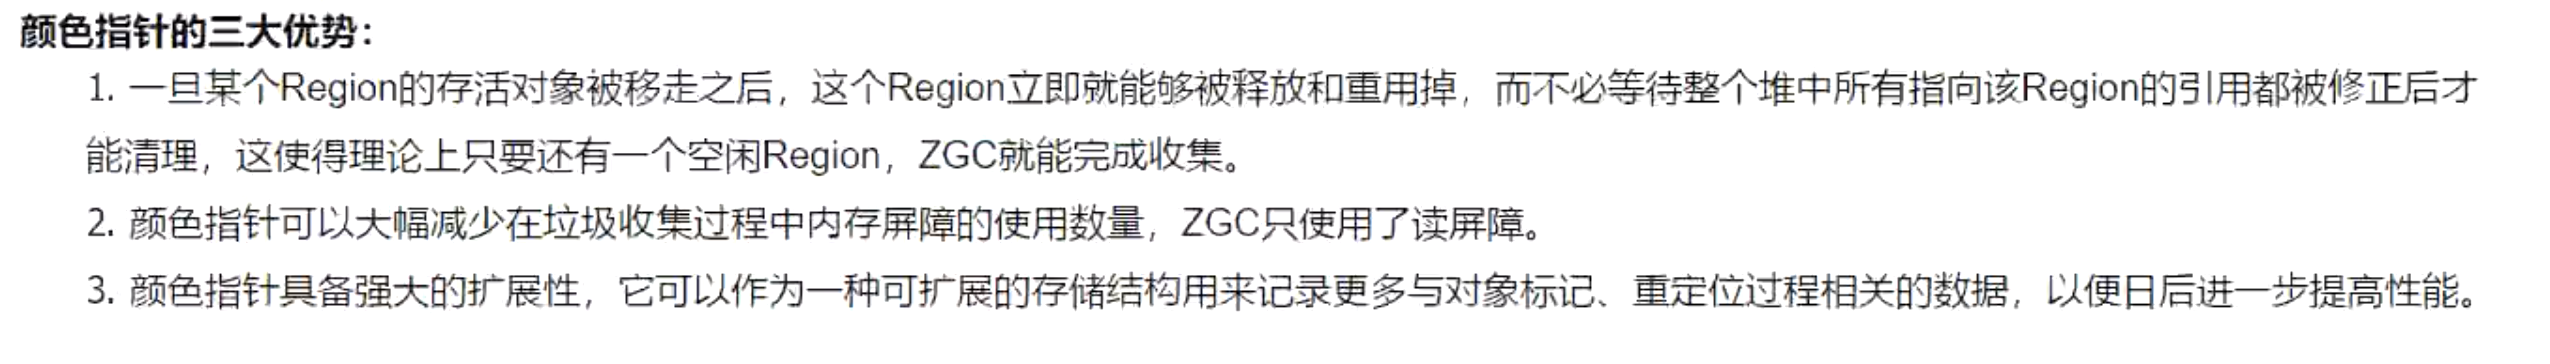 颜色指针的三大优势：
1. 一旦某个Region的存活对象被移走之后，这个Region立即就能够被释放和重用掉，而不必等待整个堆中所有指向该Region的引用都被修正后才
能清理，这使得理论上只要还有一个空闲Region，ZGC就能完成收集。
2. 颜色指针可以大幅减少在垃圾收集过程中内存屏障的使用数量，ZGC只使用了读屏障。
3. 颜色指针具备强大的扩展性，它可以作为一种可扩展的存储结构用来记录更多与对象标记、重定位过程相关的数据，以便日后进一步提高性能。